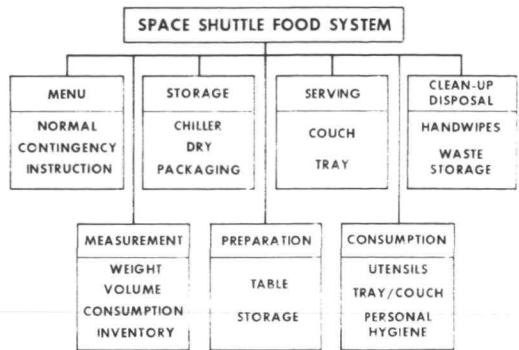 SPACE SHUTTLE FOOD SYSTEM
MENU
NORMAL
CONTINGENCY
INSTRUCTION
STORAGE
CHILLER
DRY
PACKAGING
SERVING
COUCH
TRAY
CLEAN-UP
DISPOSAL
HANDWIPES
WASTE
STORAGE
MEASUREMENT
WEIGHT
VOLUME
CONSUMPTION
INVENTORY
PREPARATION
TABLE
STORAGE
CONSUMPTION
UTENSILS
TRAY/COUCH
PERSONAL
HYGIENE